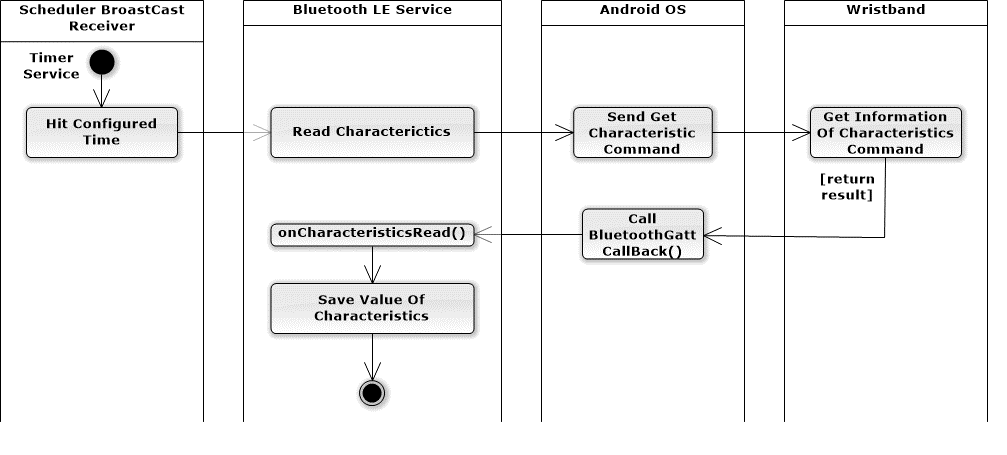 Scheduler BroastCast
Receiver
Bluetooth LE Service
Android OS
Wristband
Timer
Service
Hit Configured
Time
Read Characterictics
Send Get
Characteristic
Command
Get Information
Of Characteristics
Command
[return
result]
Call
BluetoothGatt
CallBack()
onCharacteristicsRead()
Save Value Of
Characteristics